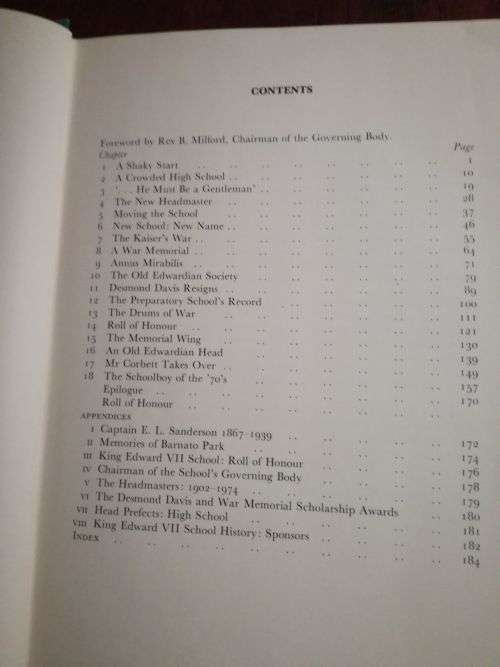 CONTENTS
Foreword by Rev B. Milford, Chairman of the Governing Body
Chapter Page
1 A Shaky Start .. .. .. .. .. .. .. .. 1
2 A Crowded High School .. .. .. .. .. .. .. 10
3 '. . . He Must be a Gentleman' .. .. .. .. .. .. 19
4 The New Headmaster .. .. .. .. .. .. .. 28
5 Moving the School .. .. .. .. .. .. .. 37
6 New School: New Name .. .. .. .. .. .. .. 46
7 The Kaiser's War .. .. .. .. .. .. .. .. 55
8 A War Memorial .. .. .. .. .. .. .. .. 64
9 Annus Mirabilis .. .. .. .. .. .. .. .. 71
10 The Old Edwardian Society .. .. .. .. .. .. 79
11 Desmond Davis Resigns .. .. .. .. .. .. .. 89
12 The Preparatory School's Record .. .. .. .. .. .. 100
13 The Drums of War .. .. .. .. .. .. .. 111
14 Roll of Honour .. .. .. .. .. .. .. .. 121
15 The Memorial Wing .. .. .. .. .. .. .. 130
16 An Old Edwardian Head .. .. .. .. .. .. 139
17 Mr Corbett Takes Over .. .. .. .. .. .. .. 149
18 The Schoolboy of the '70's .. .. .. .. .. .. 157
Epilogue .. .. .. .. .. .. .. .. 170
Roll of Honour .. .. .. .. .. .. ..
APPENDICES
I Captain E. L. Sanderson 1867–1939 .. .. .. .. .. 172
II Memories of Barnato Park .. .. .. .. .. .. 174
III King Edward VII School: Roll of Honour .. .. .. .. 176
IV Chairman of the School's Governing Body .. .. .. .. 178
V The Headmasters: 1902–1974 .. .. .. .. .. .. 179
VI The Desmond Davis and War Memorial Scholarship Awards .. 180
VII Head Prefects: High School .. .. .. .. .. .. 181
VIII King Edward VII School History: Sponsors .. .. .. .. 182
INDEX .. .. .. .. .. .. .. .. .. 184